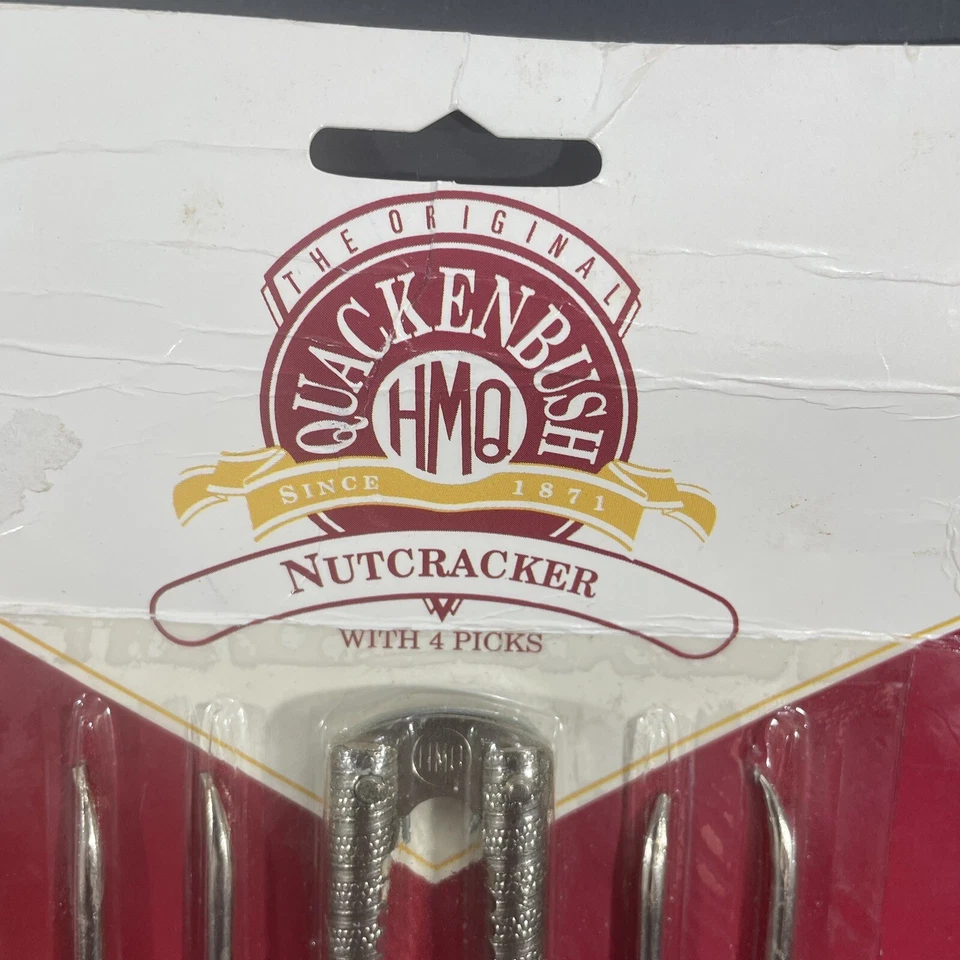 THE ORIGINAL
QUACKENBUSH
HMQ
SINCE 1871
NUTCRACKER
WITH 4 PICKS
HMQ